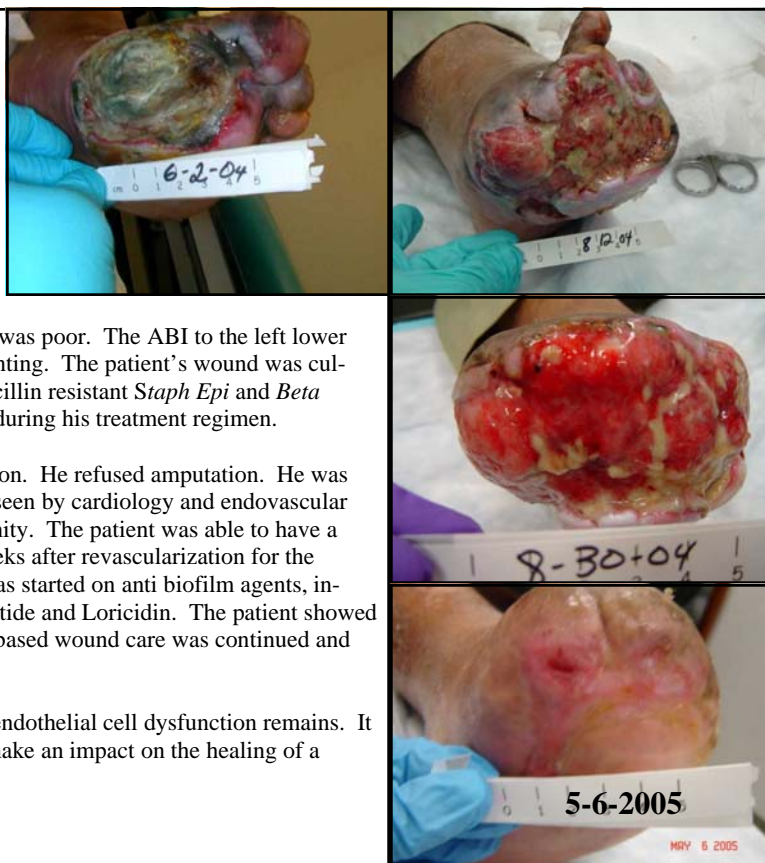 6-2-04
cm 0 1 2 3 4 5
8 12 04
was poor. The ABI to the left lower
nting. The patient's wound was cul-
cillin resistant Staph Epi and Beta
during his treatment regimen.
on. He refused amputation. He was
seen by cardiology and endovascular
nity. The patient was able to have a
eks after revascularization for the
as started on anti biofilm agents, in-
tide and Loricidin. The patient showed
based wound care was continued and
endothelial cell dysfunction remains. It
make an impact on the healing of a
8-30-04
5
0 1
5-6-2005
MAY 6 2005